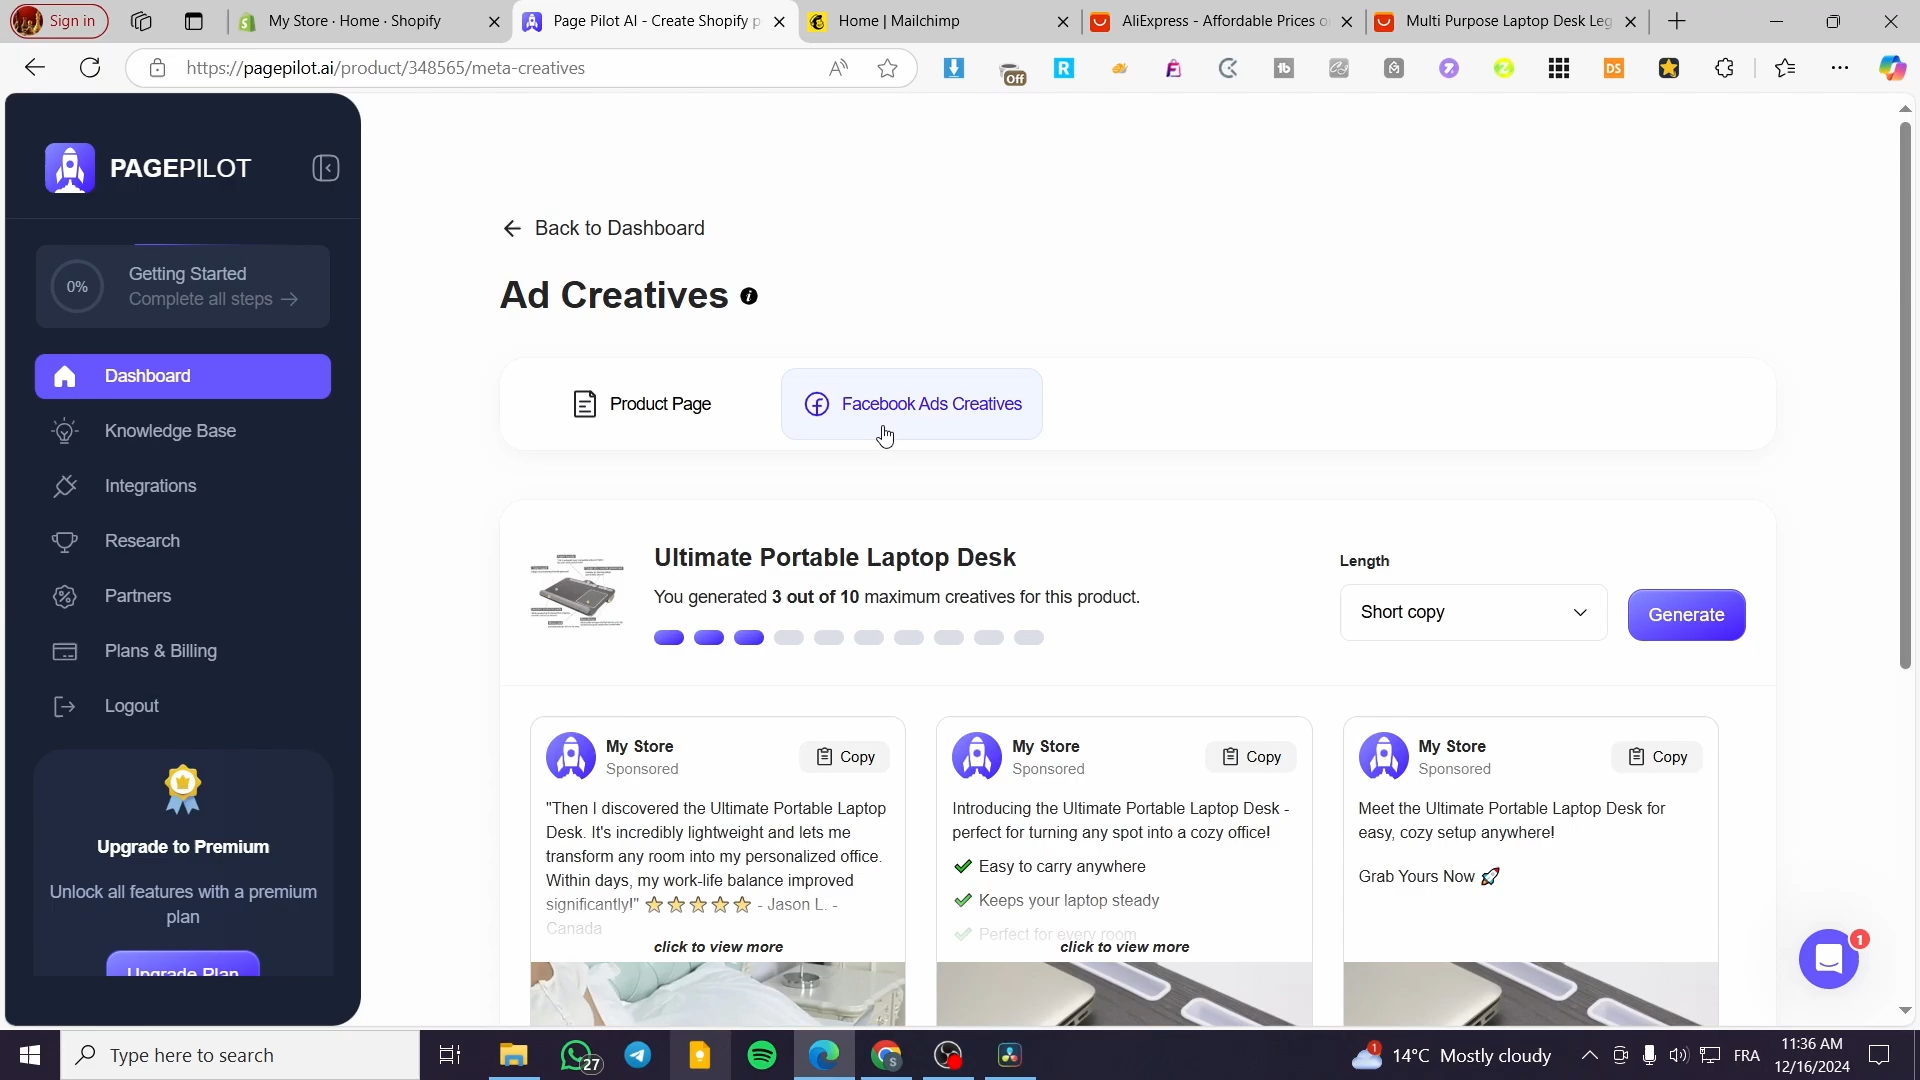 Sign in
My Store · Home · Shopify
Page Pilot AI - Create Shopify p
Home | Mailchimp
AliExpress - Affordable Prices o
Multi Purpose Laptop Desk Leg
https://pagepilot.ai/product/348565/meta-creatives
Off
DS
PAGEPILOT
0%
Getting Started
Complete all steps
Dashboard
Knowledge Base
Integrations
Research
Partners
Plans & Billing
Logout
Upgrade to Premium
Unlock all features with a premium
plan
Upgrade Plan
Back to Dashboard
Ad Creatives
Product Page
Facebook Ads Creatives
Ultimate Portable Laptop Desk
You generated 3 out of 10 maximum creatives for this product.
Length
Short copy
Generate
My Store
Sponsored
Copy
"Then I discovered the Ultimate Portable Laptop
Desk. It's incredibly lightweight and lets me
transform any room into my personalized office.
Within days, my work-life balance improved
significantly!" ⭐⭐⭐⭐⭐ - Jason L. -
Canada
click to view more
My Store
Sponsored
Copy
Introducing the Ultimate Portable Laptop Desk -
perfect for turning any spot into a cozy office!
✔ Easy to carry anywhere
✔ Keeps your laptop steady
✔ Perfect for every room
click to view more
My Store
Sponsored
Copy
Meet the Ultimate Portable Laptop Desk for
easy, cozy setup anywhere!
Grab Yours Now 🚀
1
Type here to search
27
1
14°C Mostly cloudy
FRA
11:36 AM
12/16/2024